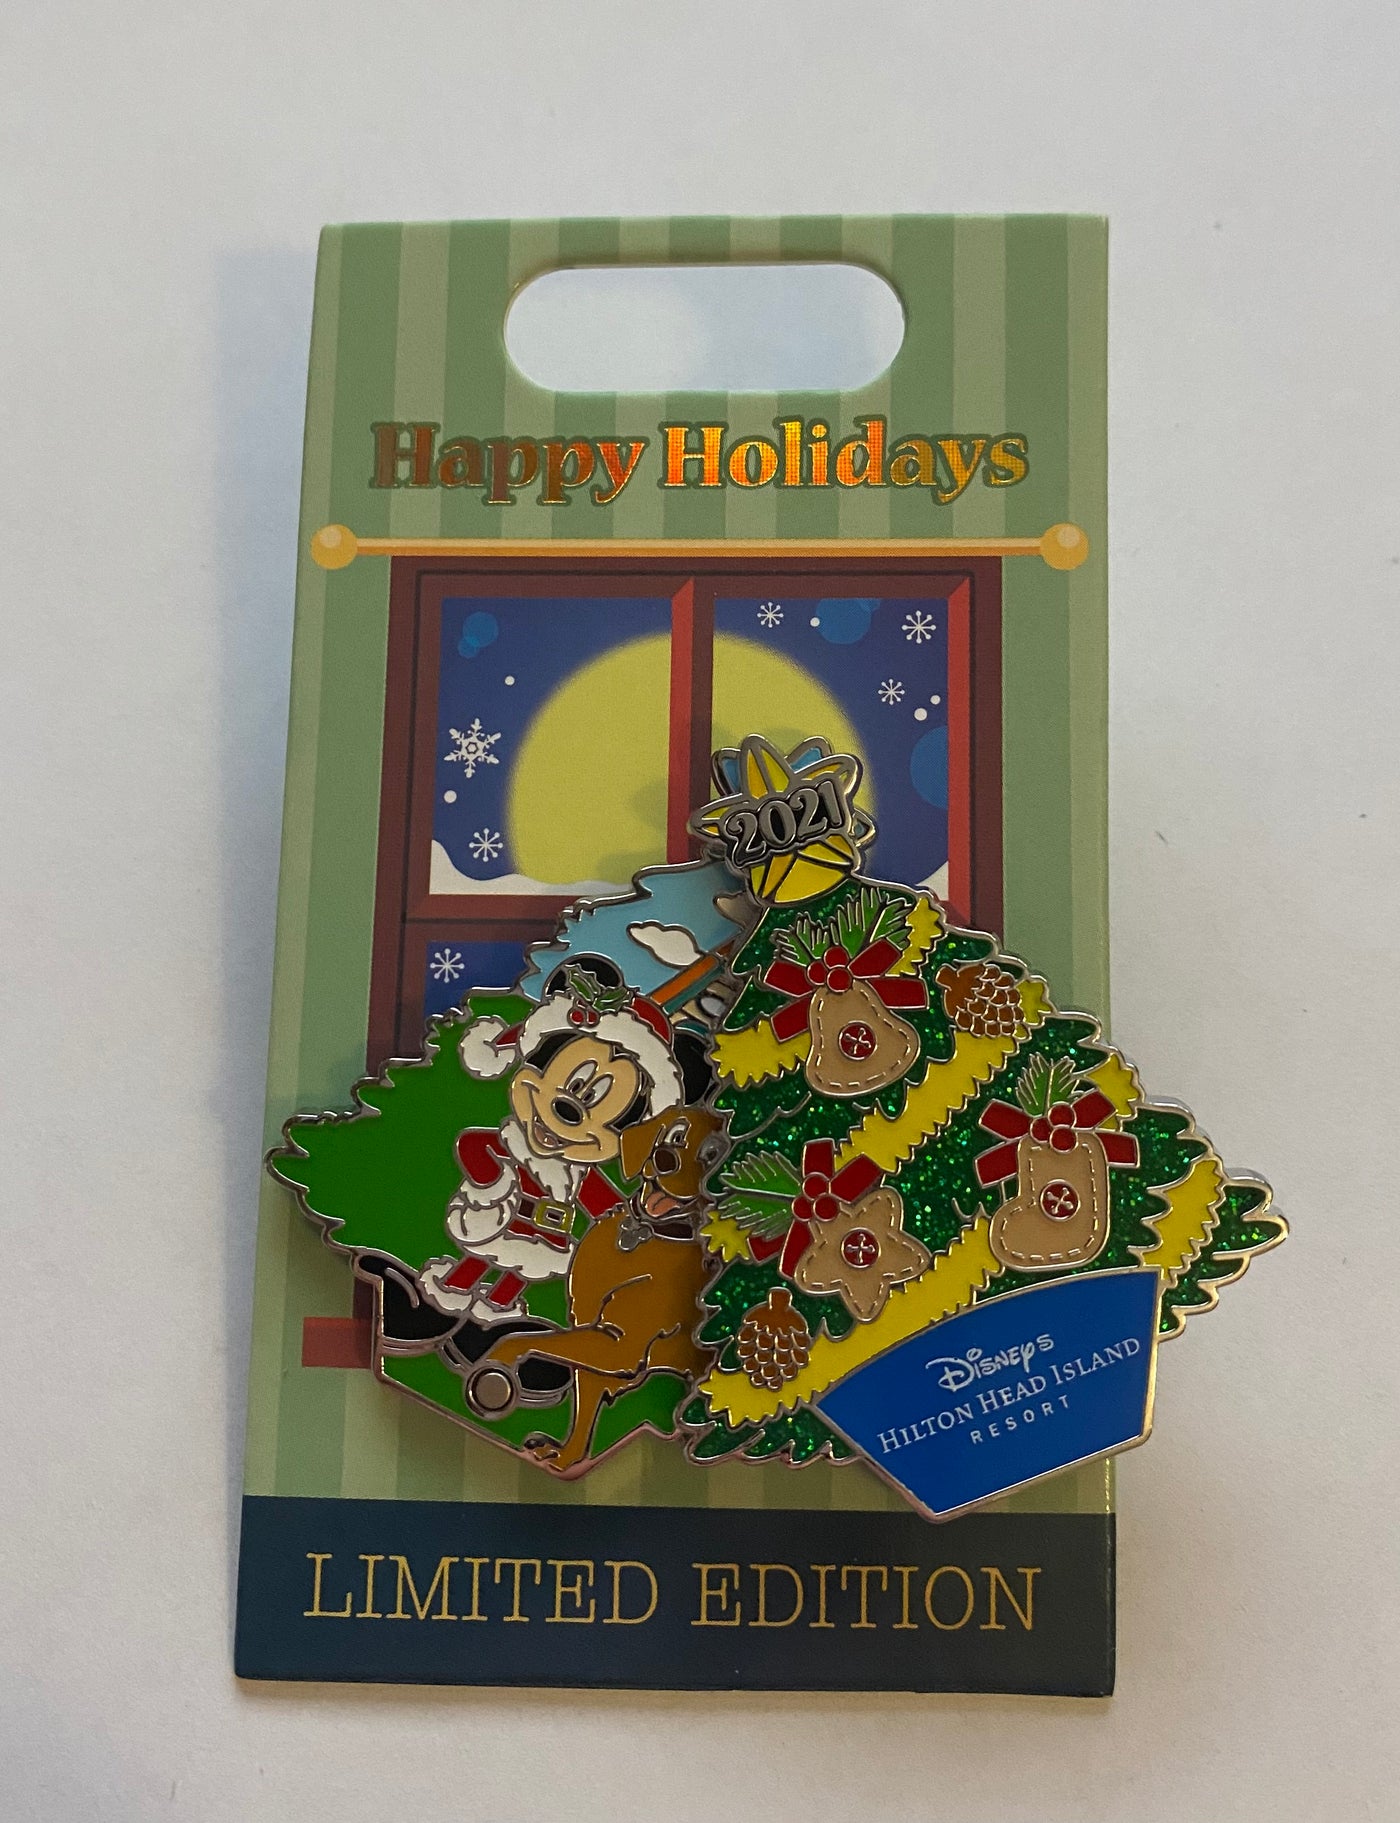 Happy Holidays
2021
Disney's
HILTON HEAD ISLAND
RESORT
LIMITED EDITION